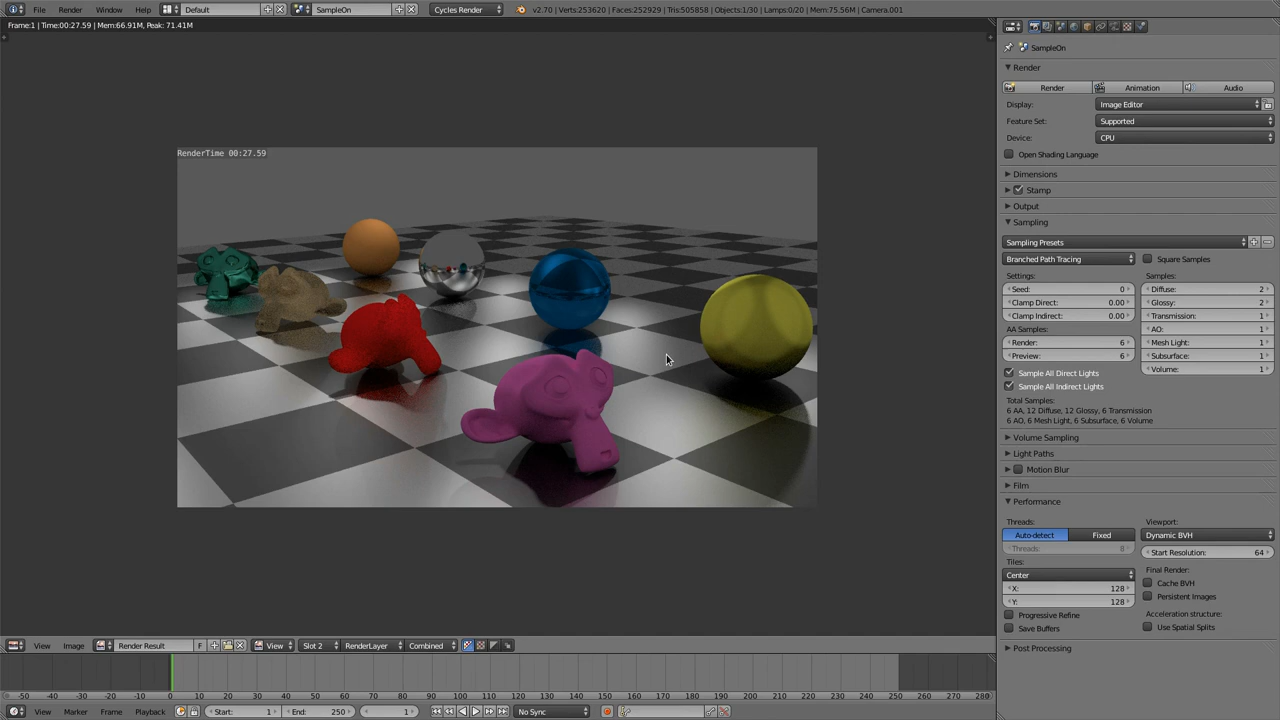 File Render Window Help Default SampleOn Cycles Render v2.70 | Verts:253620 | Faces:252929 | Tris:505858 | Objects:1/30 | Lamps:0/20 | Mem:75.56M | Camera.001
Frame:1 | Time:00:27.59 | Mem:66.91M, Peak: 71.41M
RenderTime 00:27.59
SampleOn
Render
Render Animation Audio
Display: Image Editor
Feature Set: Supported
Device: CPU
Open Shading Language
Dimensions
Stamp
Output
Sampling
Sampling Presets
Branched Path Tracing Square Samples
Settings: Samples:
Seed: 0 Diffuse: 2
Clamp Direct: 0.00 Glossy: 2
Clamp Indirect: 0.00 Transmission: 1
AA Samples: AO: 1
Render: 6 Mesh Light: 1
Preview: 6 Subsurface: 1
Sample All Direct Lights Volume: 1
Sample All Indirect Lights
Total Samples:
6 AA, 12 Diffuse, 12 Glossy, 6 Transmission
6 AO, 6 Mesh Light, 6 Subsurface, 6 Volume
Volume Sampling
Light Paths
Motion Blur
Film
Performance
Threads: Viewport:
Auto-detect Fixed Dynamic BVH
Threads: 8 Start Resolution: 64
Tiles: Final Render:
Center Cache BVH
X: 128 Persistent Images
Y: 128 Acceleration structure:
Progressive Refine Use Spatial Splits
Save Buffers
Post Processing
View Image Render Result F View Slot 2 RenderLayer Combined
-50 -40 -30 -20 -10 0 10 20 30 40 50 60 70 80 90 100 110 120 130 140 150 160 170 180 190 200 210 220 230 240 250 260 270 280
View Marker Frame Playback Start: 1 End: 250 1 No Sync